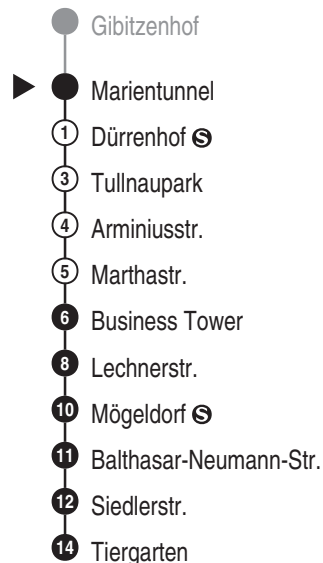 Gibitzenhof
Marientunnel
1 Dürrenhof S
3 Tullnaupark
4 Arminiusstr.
5 Marthastr.
6 Business Tower
8 Lechnerstr.
10 Mögeldorf S
11 Balthasar-Neumann-Str.
12 Siedlerstr.
14 Tiergarten